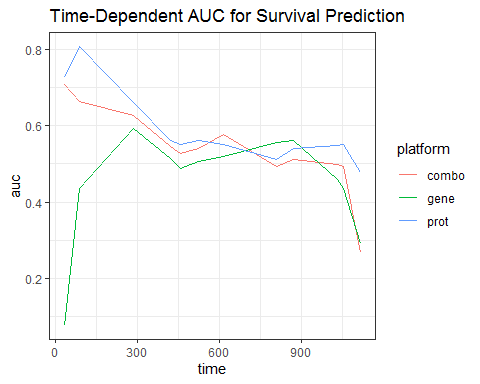 Time-Dependent AUC for Survival Prediction
0.8
0.6
0.4
0.2
auc
0
300
600
900
time
platform
combo
gene
prot